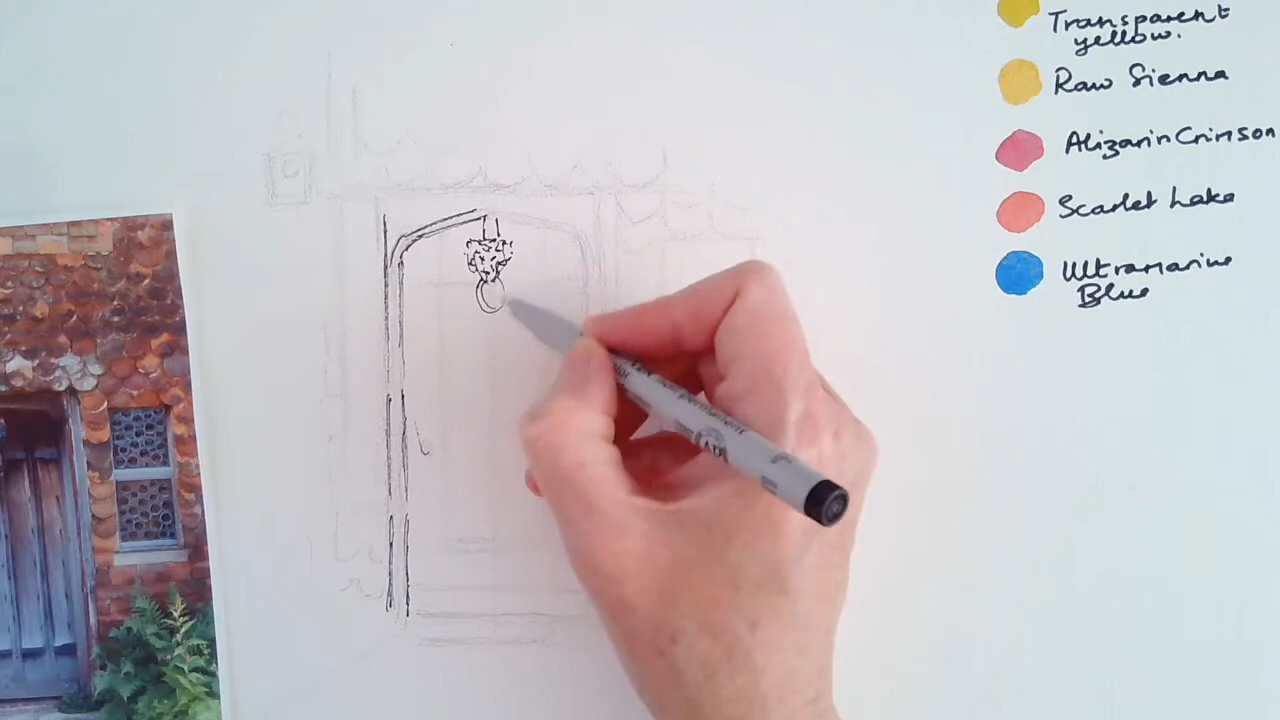 Transparent
yellow.
Raw Sienna
Alizarin Crimson
Scarlet Lake
Ultramarine
Blue